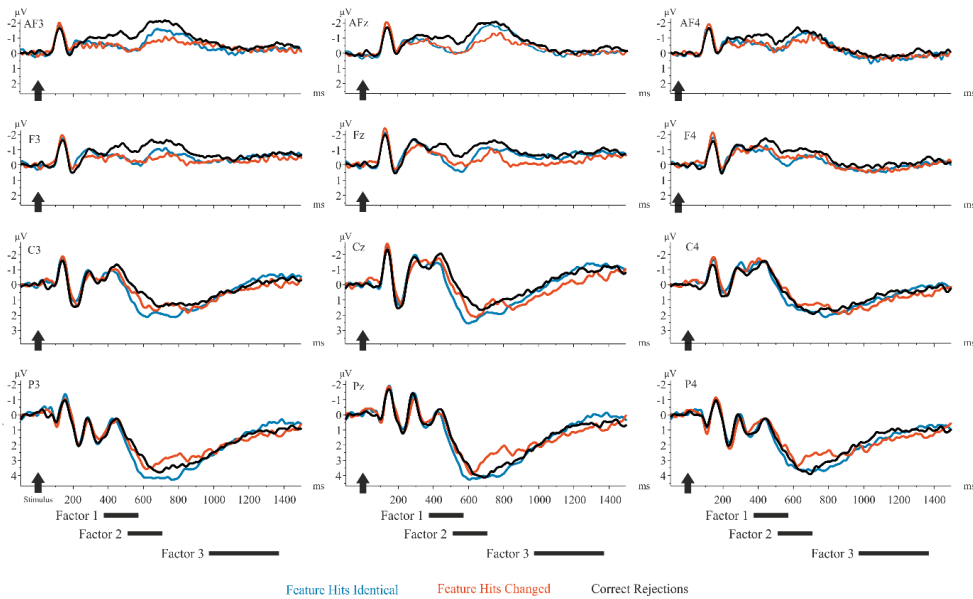 µV µV µV
AF3 AFz AF4
-2 -2 -2
-1 -1 -1
0 0 0
1 1 1
2 2 2
ms ms ms
µV µV µV
F3 Fz F4
-2 -2 -2
-1 -1 -1
0 0 0
1 1 1
2 2 2
ms ms ms
µV µV µV
C3 Cz C4
-2 -2 -2
-1 -1 -1
0 0 0
1 1 1
2 2 2
3 3 3
ms ms ms
µV µV µV
P3 Pz P4
-2 -2 -2
-1 -1 -1
0 0 0
1 1 1
2 2 2
3 3 3
4 4 4
ms ms ms
Stimulus 200 400 600 800 1000 1200 1400 200 400 600 800 1000 1200 1400 200 400 600 800 1000 1200 1400
Factor 1 Factor 1 Factor 1
Factor 2 Factor 2 Factor 2
Factor 3 Factor 3 Factor 3
Feature Hits Identical Feature Hits Changed Correct Rejections